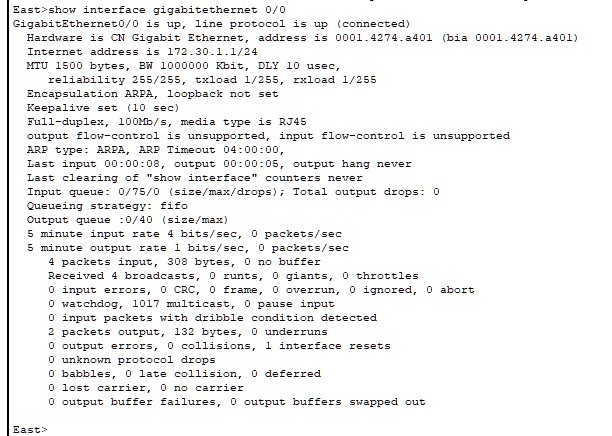 East>show interface gigabitethernet 0/0
GigabitEthernet0/0 is up, line protocol is up (connected)
Hardware is CN Gigabit Ethernet, address is 0001.4274.a401 (bia 0001.4274.a401)
Internet address is 172.30.1.1/24
MTU 1500 bytes, BW 1000000 Kbit, DLY 10 usec,
reliability 255/255, txload 1/255, rxload 1/255
Encapsulation ARPA, loopback not set
Keepalive set (10 sec)
Full-duplex, 100Mb/s, media type is RJ45
output flow-control is unsupported, input flow-control is unsupported
ARP type: ARPA, ARP Timeout 04:00:00,
Last input 00:00:08, output 00:00:05, output hang never
Last clearing of "show interface" counters never
Input queue: 0/75/0 (size/max/drops); Total output drops: 0
Queueing strategy: fifo
Output queue :0/40 (size/max)
5 minute input rate 4 bits/sec, 0 packets/sec
5 minute output rate 1 bits/sec, 0 packets/sec
4 packets input, 308 bytes, 0 no buffer
Received 4 broadcasts, 0 runts, 0 giants, 0 throttles
0 input errors, 0 CRC, 0 frame, 0 overrun, 0 ignored, 0 abort
0 watchdog, 1017 multicast, 0 pause input
0 input packets with dribble condition detected
2 packets output, 132 bytes, 0 underruns
0 output errors, 0 collisions, 1 interface resets
0 unknown protocol drops
0 babbles, 0 late collision, 0 deferred
0 lost carrier, 0 no carrier
0 output buffer failures, 0 output buffers swapped out
East>